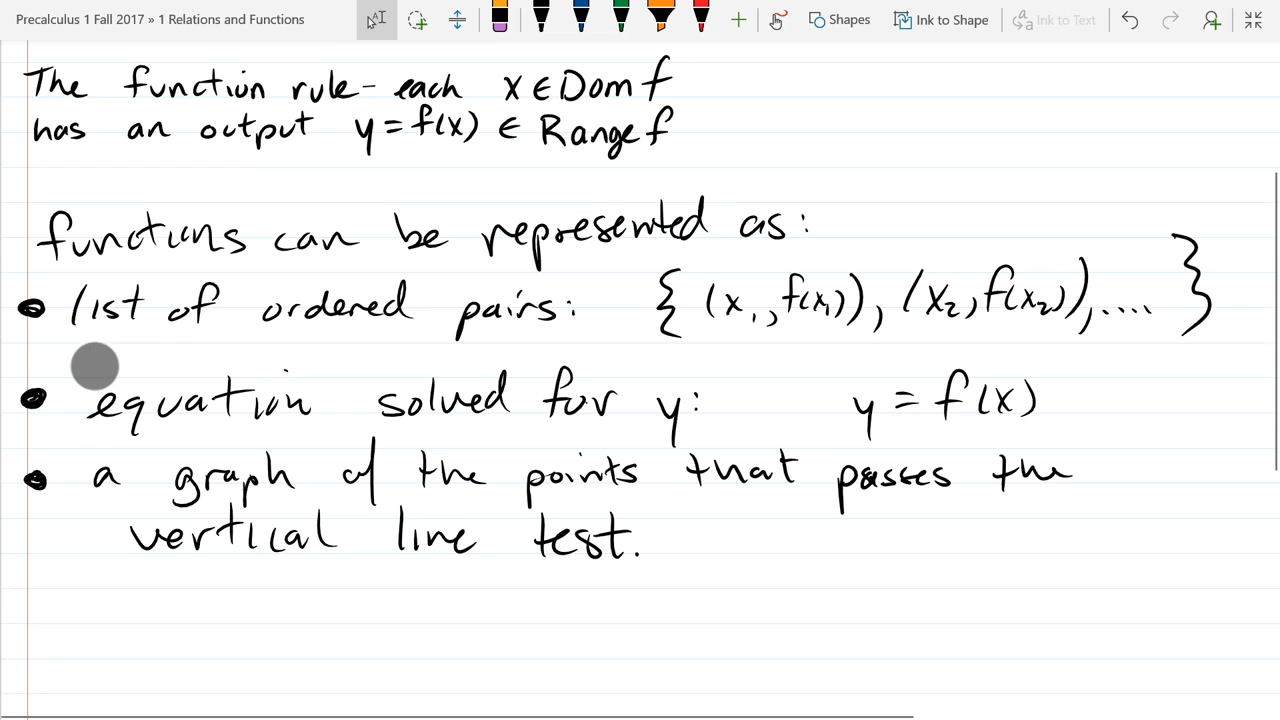 Precalculus 1 Fall 2017 » 1 Relations and Functions
Shapes
Ink to Shape
Ink to Text
The function rule- each x ∈ Dom f
has an output y = f(x) ∈ Range f
functions can be represented as:
• list of ordered pairs: { (x₁, f(x₁)), (x₂, f(x₂)), .... }
• equation solved for y: y = f(x)
• a graph of the points that passes the
vertical line test.